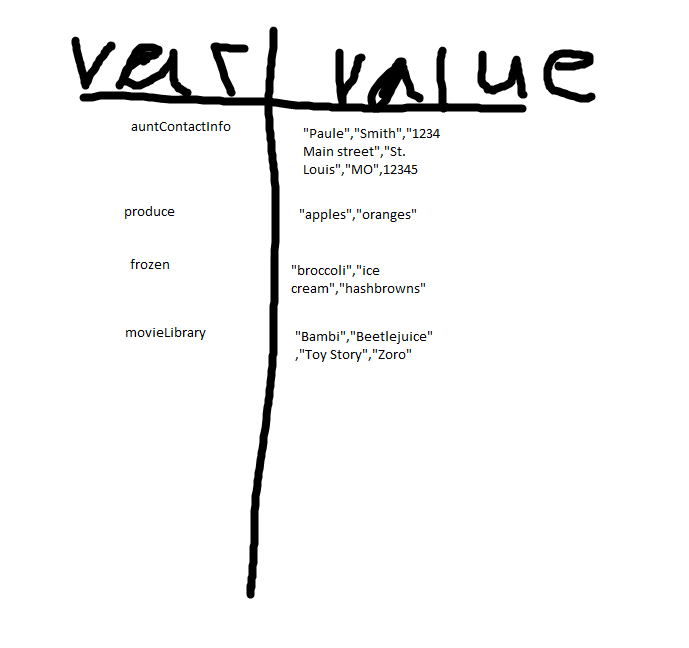 var value
auntContactInfo
"Paule","Smith","1234
Main street","St.
Louis","MO",12345
produce
"apples","oranges"
frozen
"broccoli","ice
cream","hashbrowns"
movieLibrary
"Bambi","Beetlejuice"
,"Toy Story","Zoro"